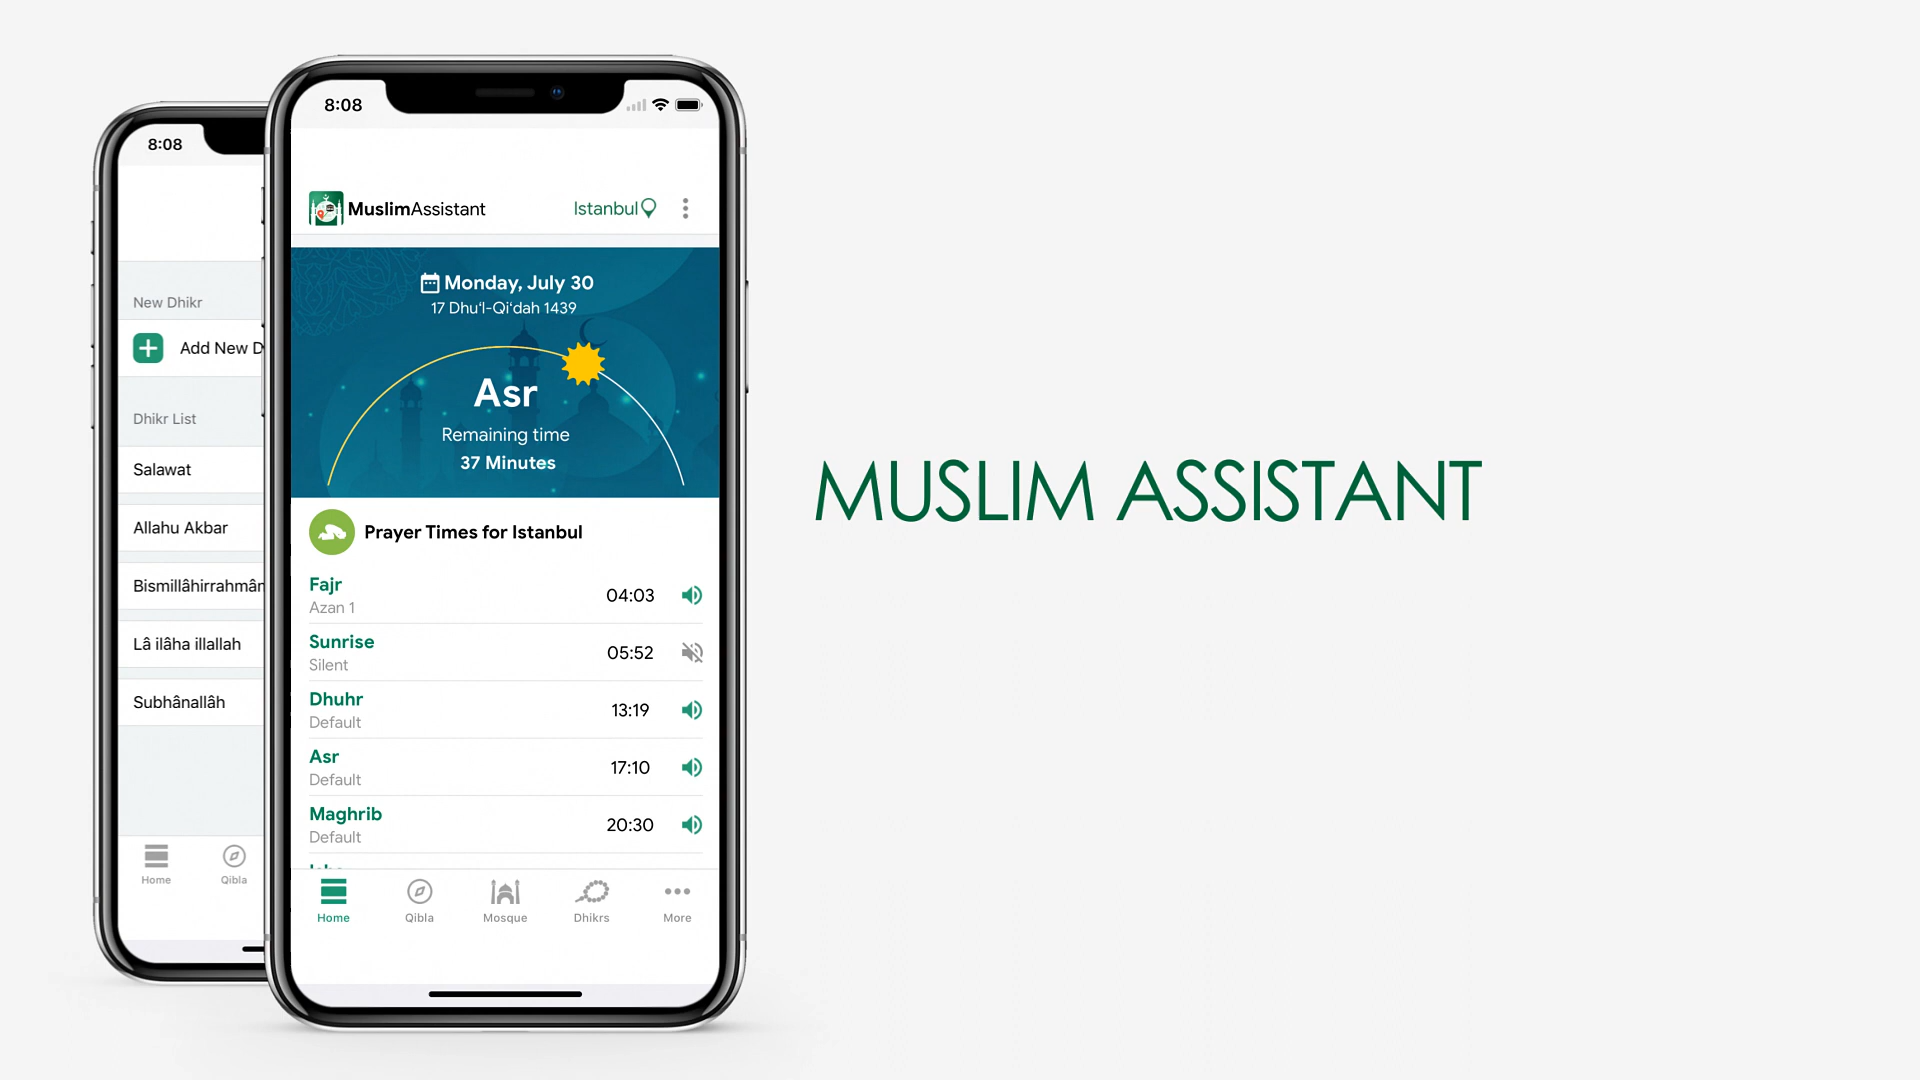 8:08
New Dhikr
Add New D
Dhikr List
Salawat
Allahu Akbar
Bismillâhirrahmân
Lâ ilâha illallah
Subhânallâh
Home Qibla
8:08
MuslimAssistant Istanbul
Monday, July 30
17 Dhu'l-Qi'dah 1439
Asr
Remaining time
37 Minutes
Prayer Times for Istanbul
Fajr 04:03
Azan 1
Sunrise 05:52
Silent
Dhuhr 13:19
Default
Asr 17:10
Default
Maghrib 20:30
Default
Home Qibla Mosque Dhikrs More
MUSLIM ASSISTANT